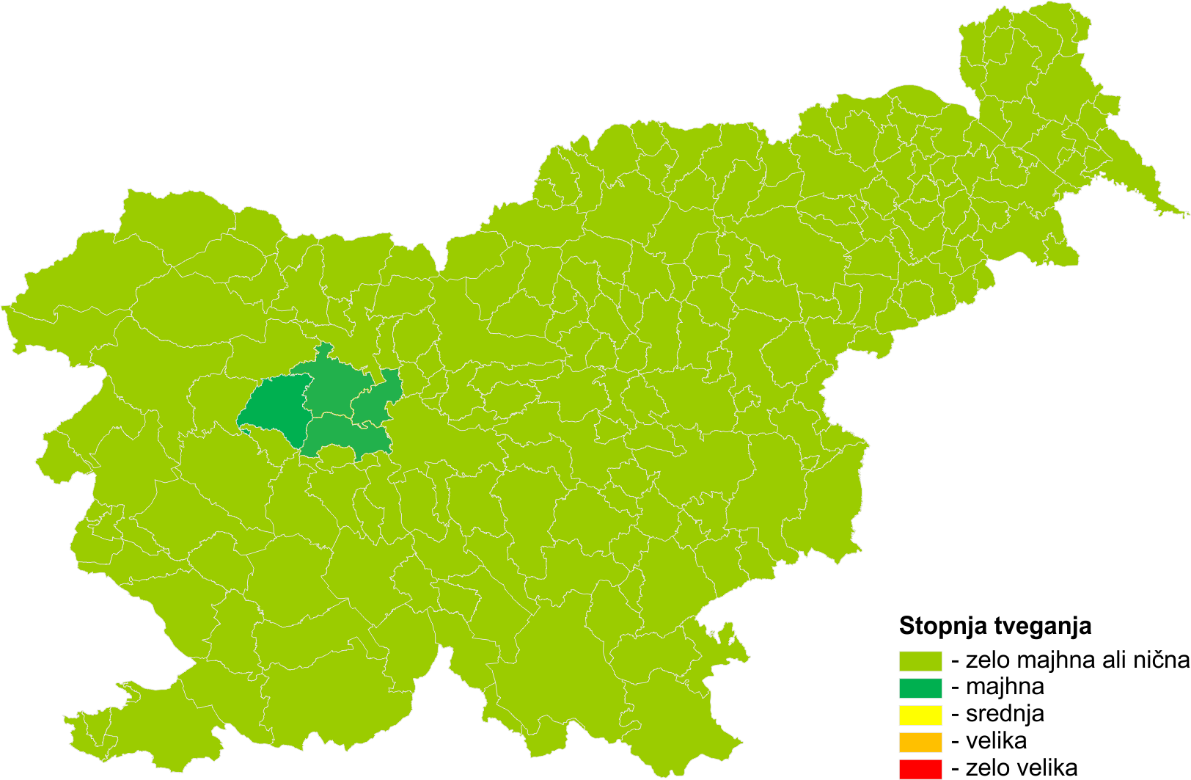 Stopnja tveganja
- zelo majhna ali nična
- majhna
- srednja
- velika
- zelo velika